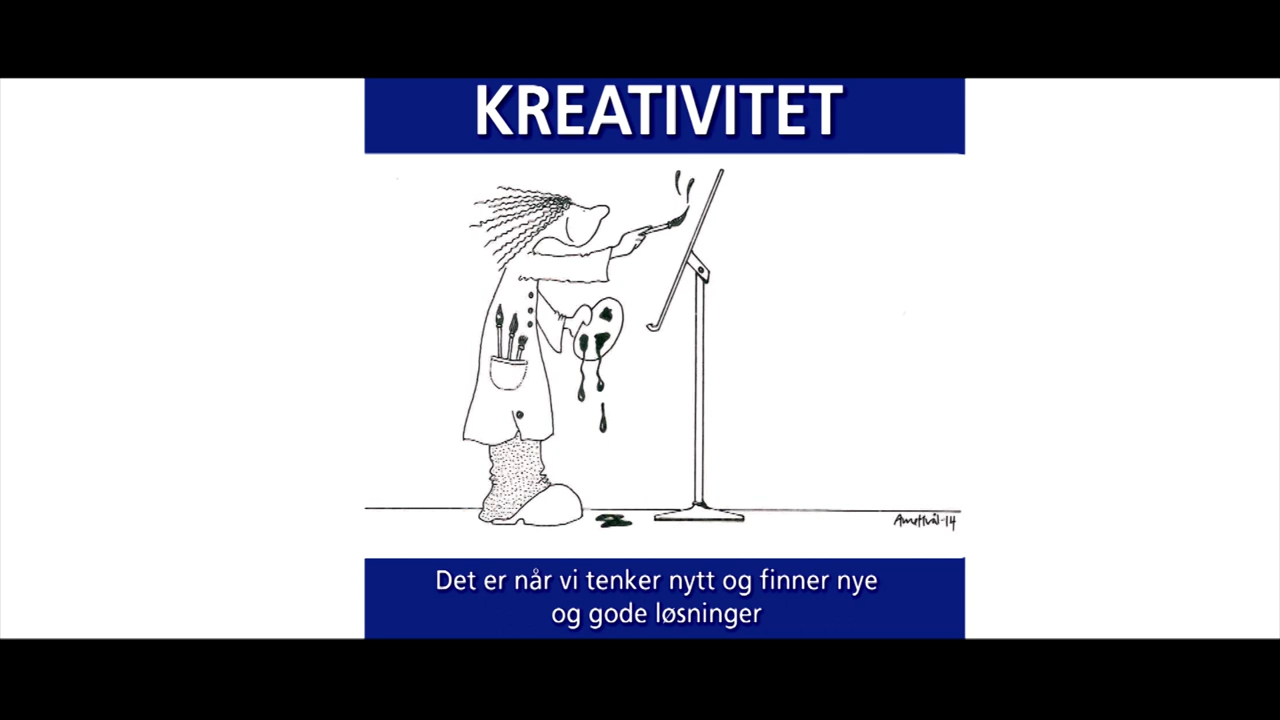 KREATIVITET
Det er når vi tenker nytt og finner nye
og gode løsninger